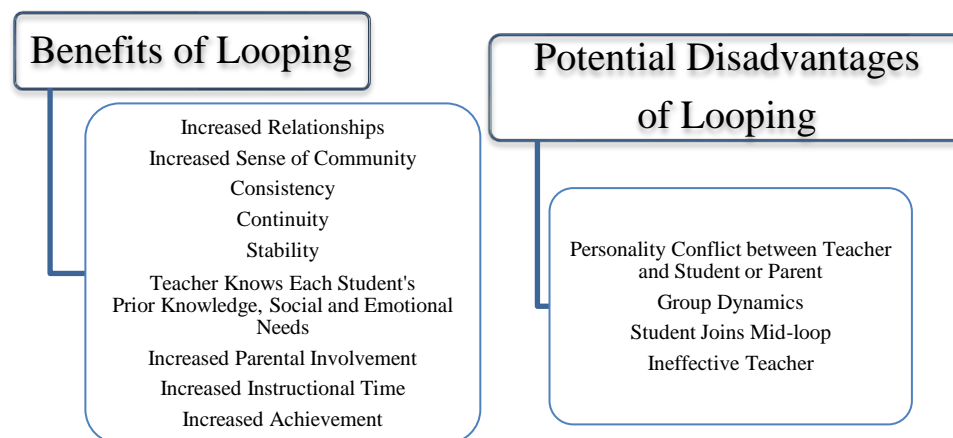 Benefits of Looping
Increased Relationships
Increased Sense of Community
Consistency
Continuity
Stability
Teacher Knows Each Student's
Prior Knowledge, Social and Emotional
Needs
Increased Parental Involvement
Increased Instructional Time
Increased Achievement
Potential Disadvantages
of Looping
Personality Conflict between Teacher
and Student or Parent
Group Dynamics
Student Joins Mid-loop
Ineffective Teacher